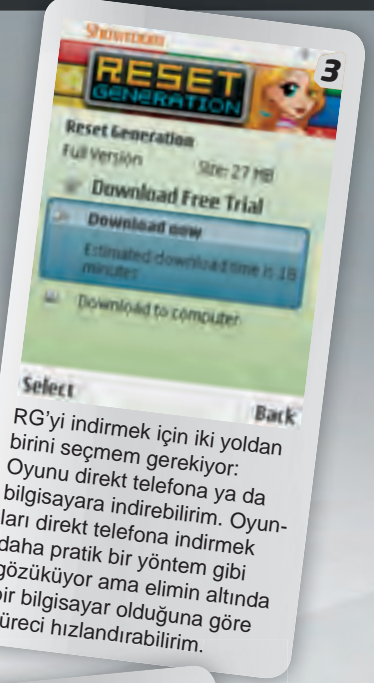 Showroom
3
RESET
GENERATION
Reset Generation
Full Version Size: 27 MB
Download Free Trial
Download now
Estimated download time is 18
minutes
Download to computer
Select Back
RG’yi indirmek için iki yoldan
birini seçmem gerekiyor:
Oyunu direkt telefona ya da
bilgisayara indirebilirim. Oyun-
ları direkt telefona indirmek
daha pratik bir yöntem gibi
gözüküyor ama elimin altında
bir bilgisayar olduğuna göre
süreci hızlandırabilirim.